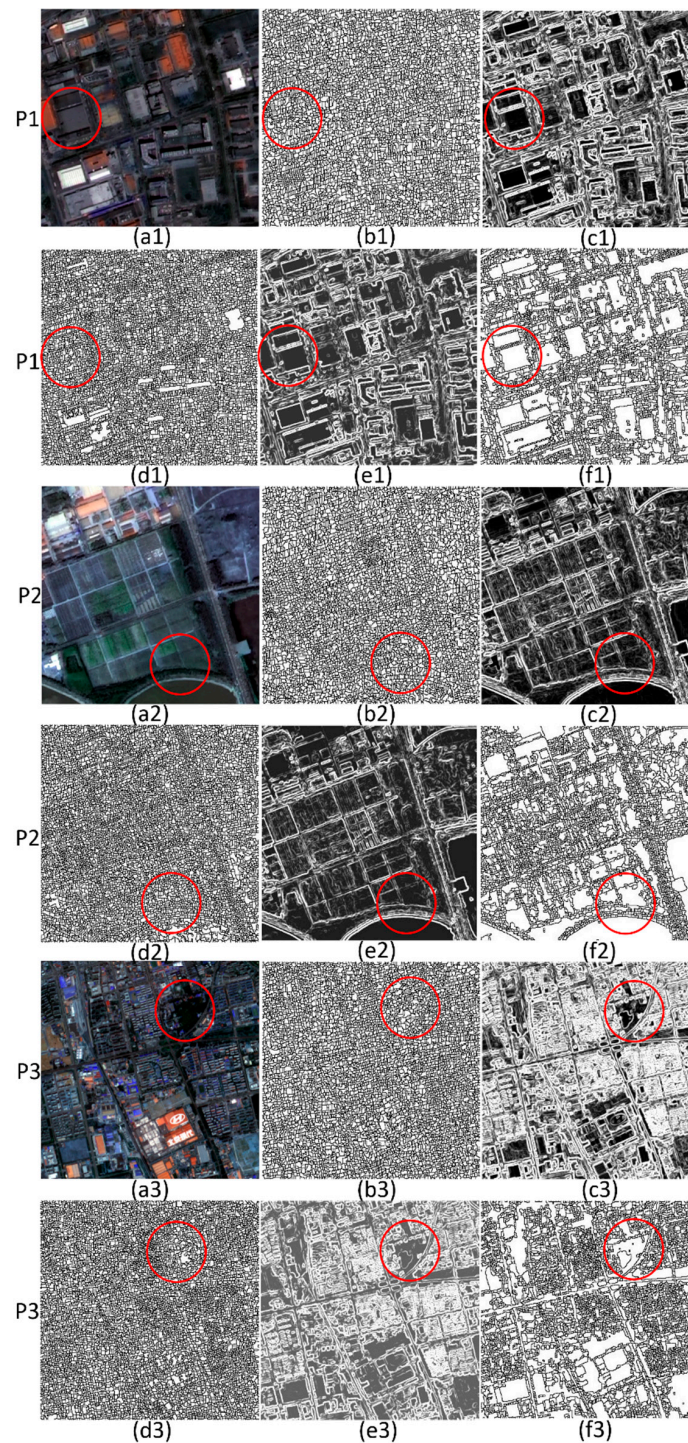 P1
(a1) (b1) (c1)
P1
(d1) (e1) (f1)
P2
(a2) (b2) (c2)
P2
(d2) (e2) (f2)
P3
(a3) (b3) (c3)
P3
(d3) (e3) (f3)